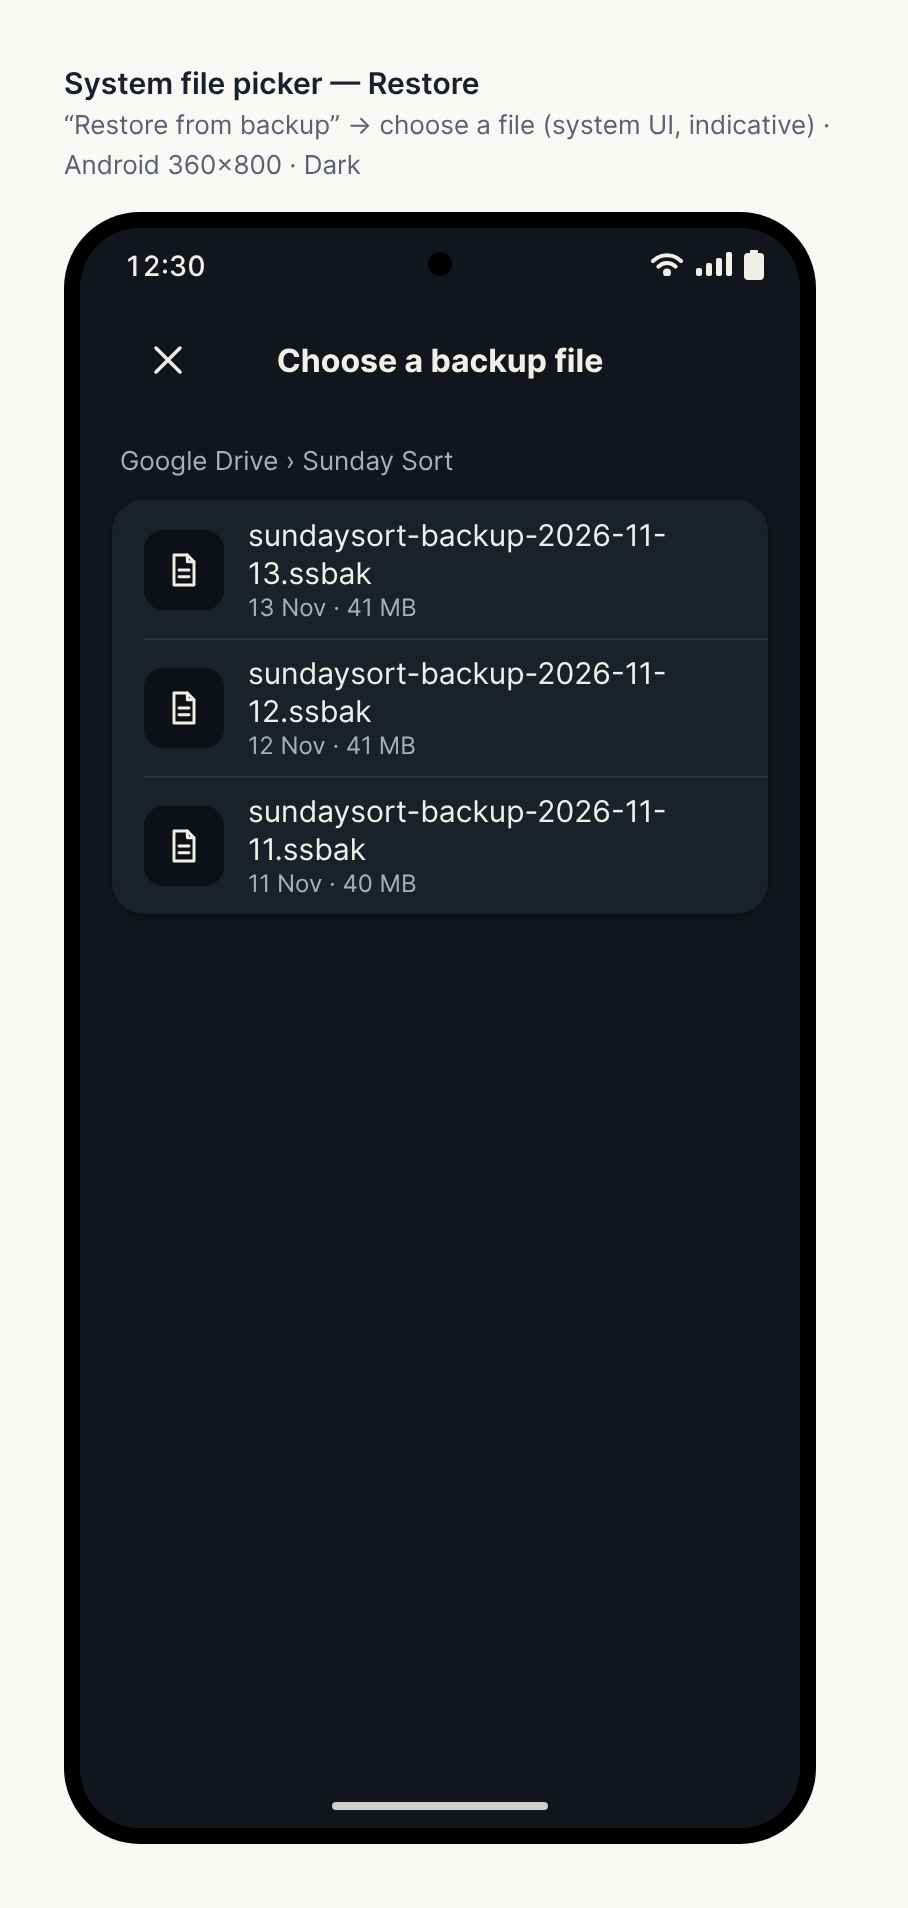 System file picker — Restore
“Restore from backup” → choose a file (system UI, indicative) ·
Android 360×800 · Dark
12:30
Choose a backup file
Google Drive › Sunday Sort
sundaysort-backup-2026-11-
13.ssbak
13 Nov · 41 MB
sundaysort-backup-2026-11-
12.ssbak
12 Nov · 41 MB
sundaysort-backup-2026-11-
11.ssbak
11 Nov · 40 MB